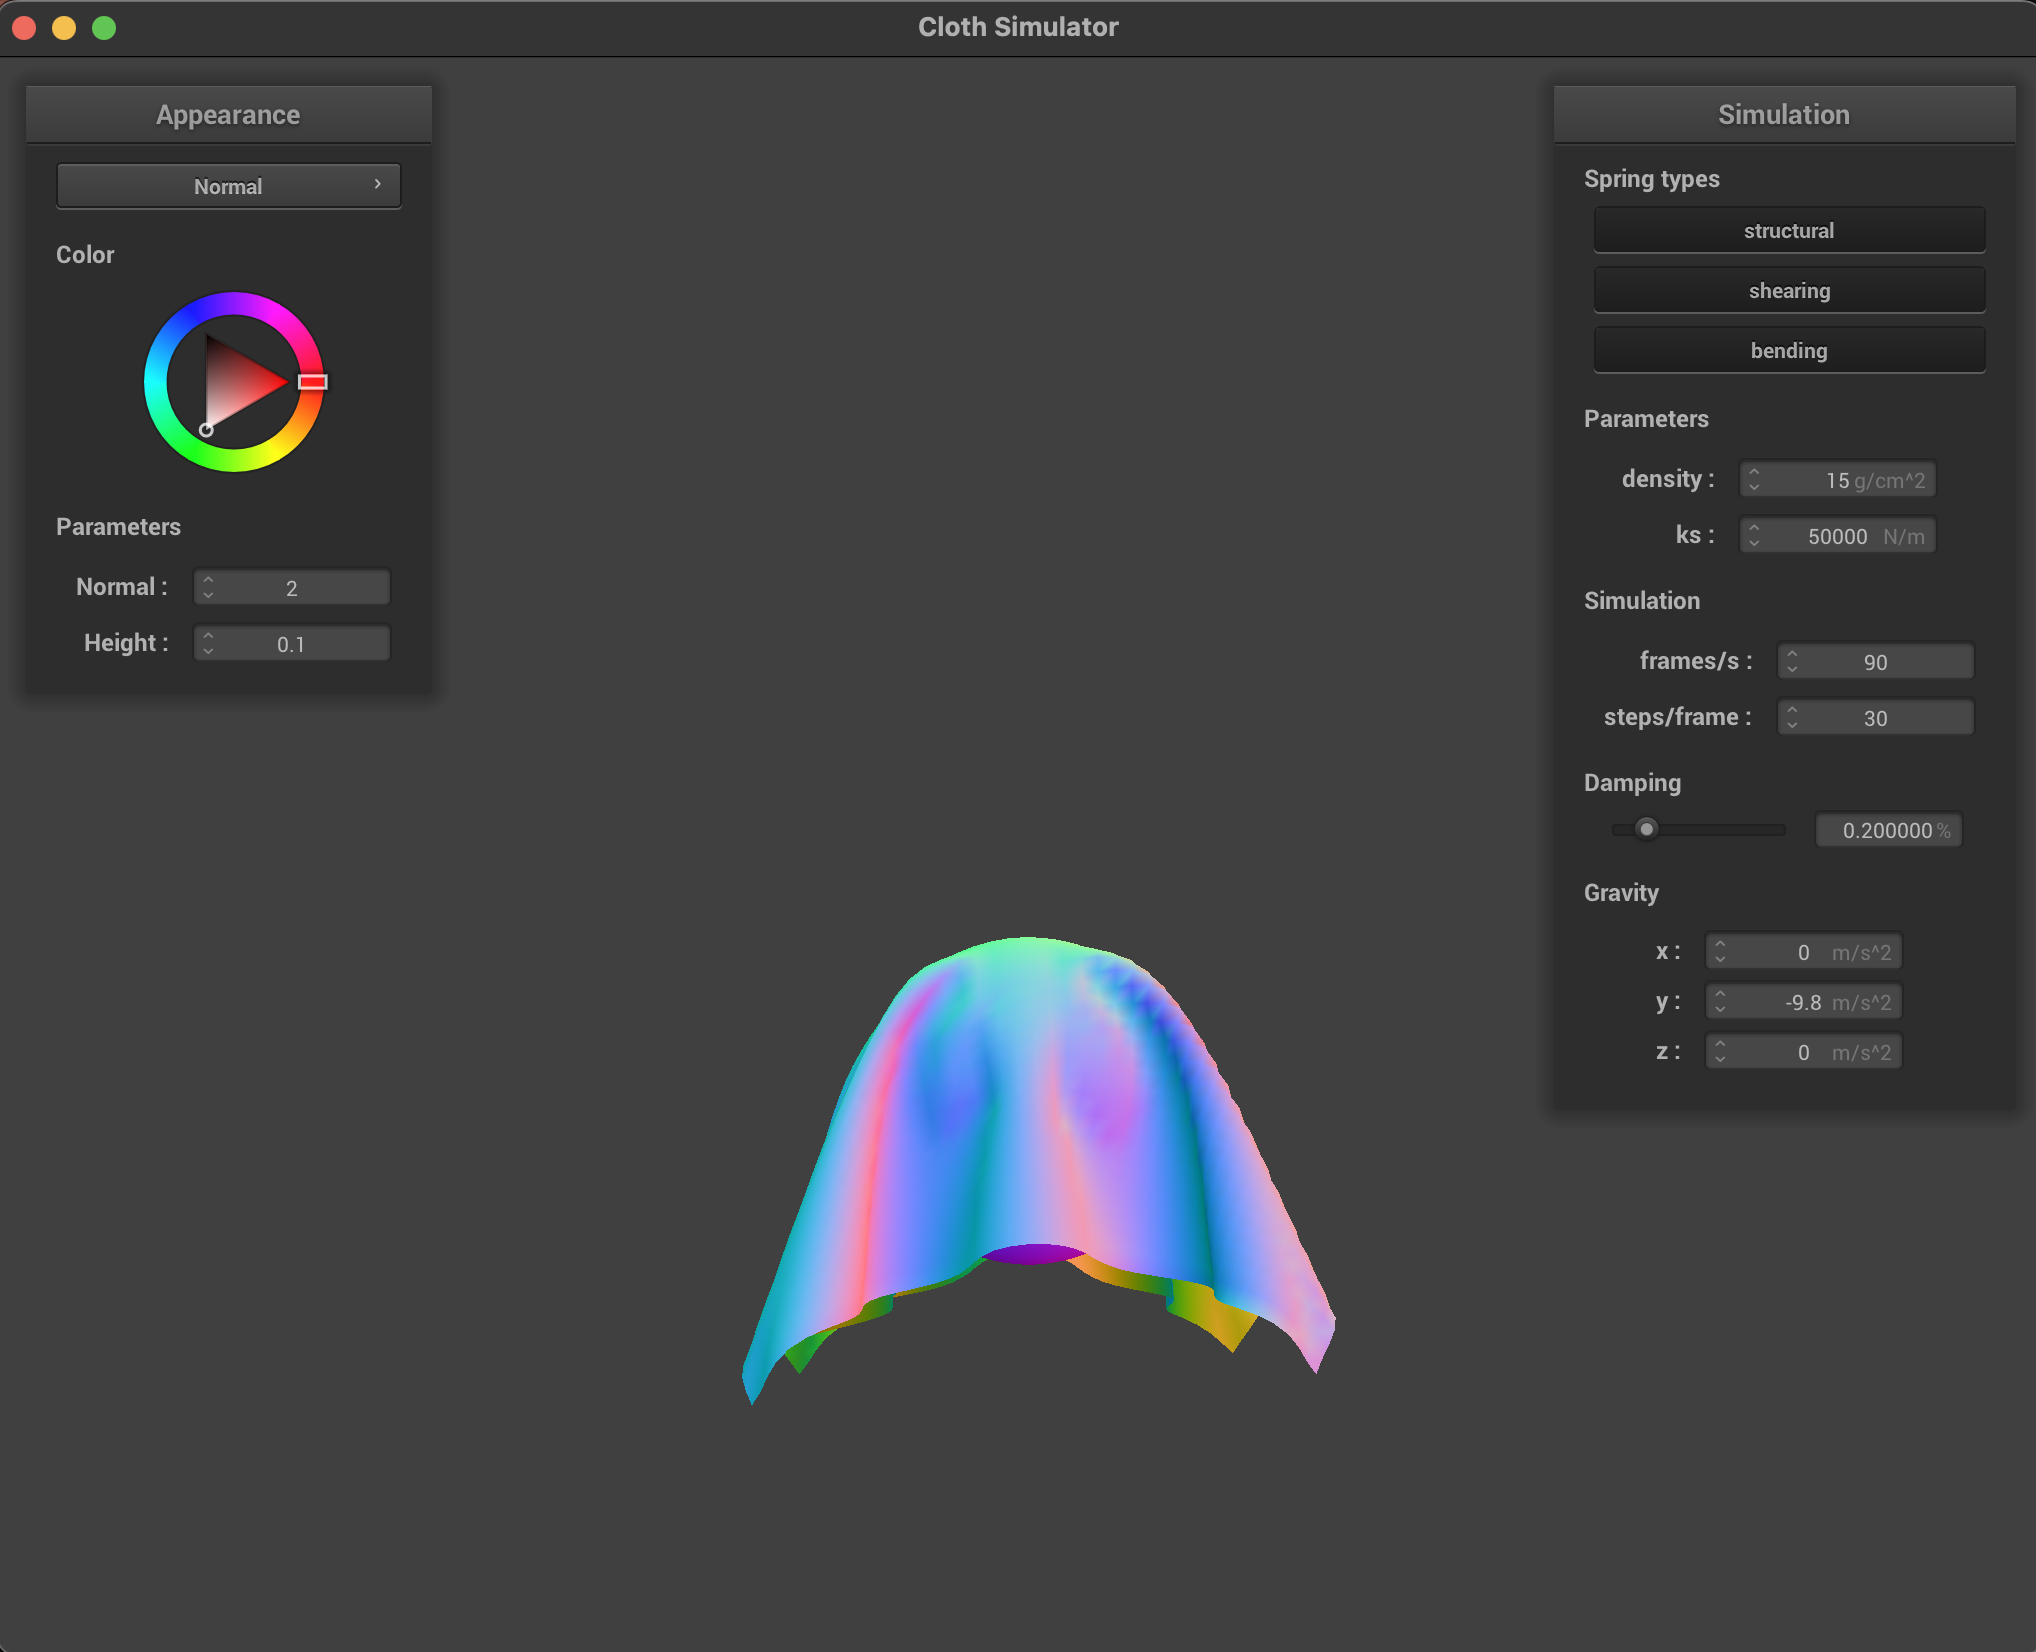 Cloth Simulator
Appearance
Normal
Color
Parameters
Normal : 2
Height : 0.1
Simulation
Spring types
structural
shearing
bending
Parameters
density : 15 g/cm^2
ks : 50000 N/m
Simulation
frames/s : 90
steps/frame : 30
Damping
0.200000 %
Gravity
x : 0 m/s^2
y : -9.8 m/s^2
z : 0 m/s^2